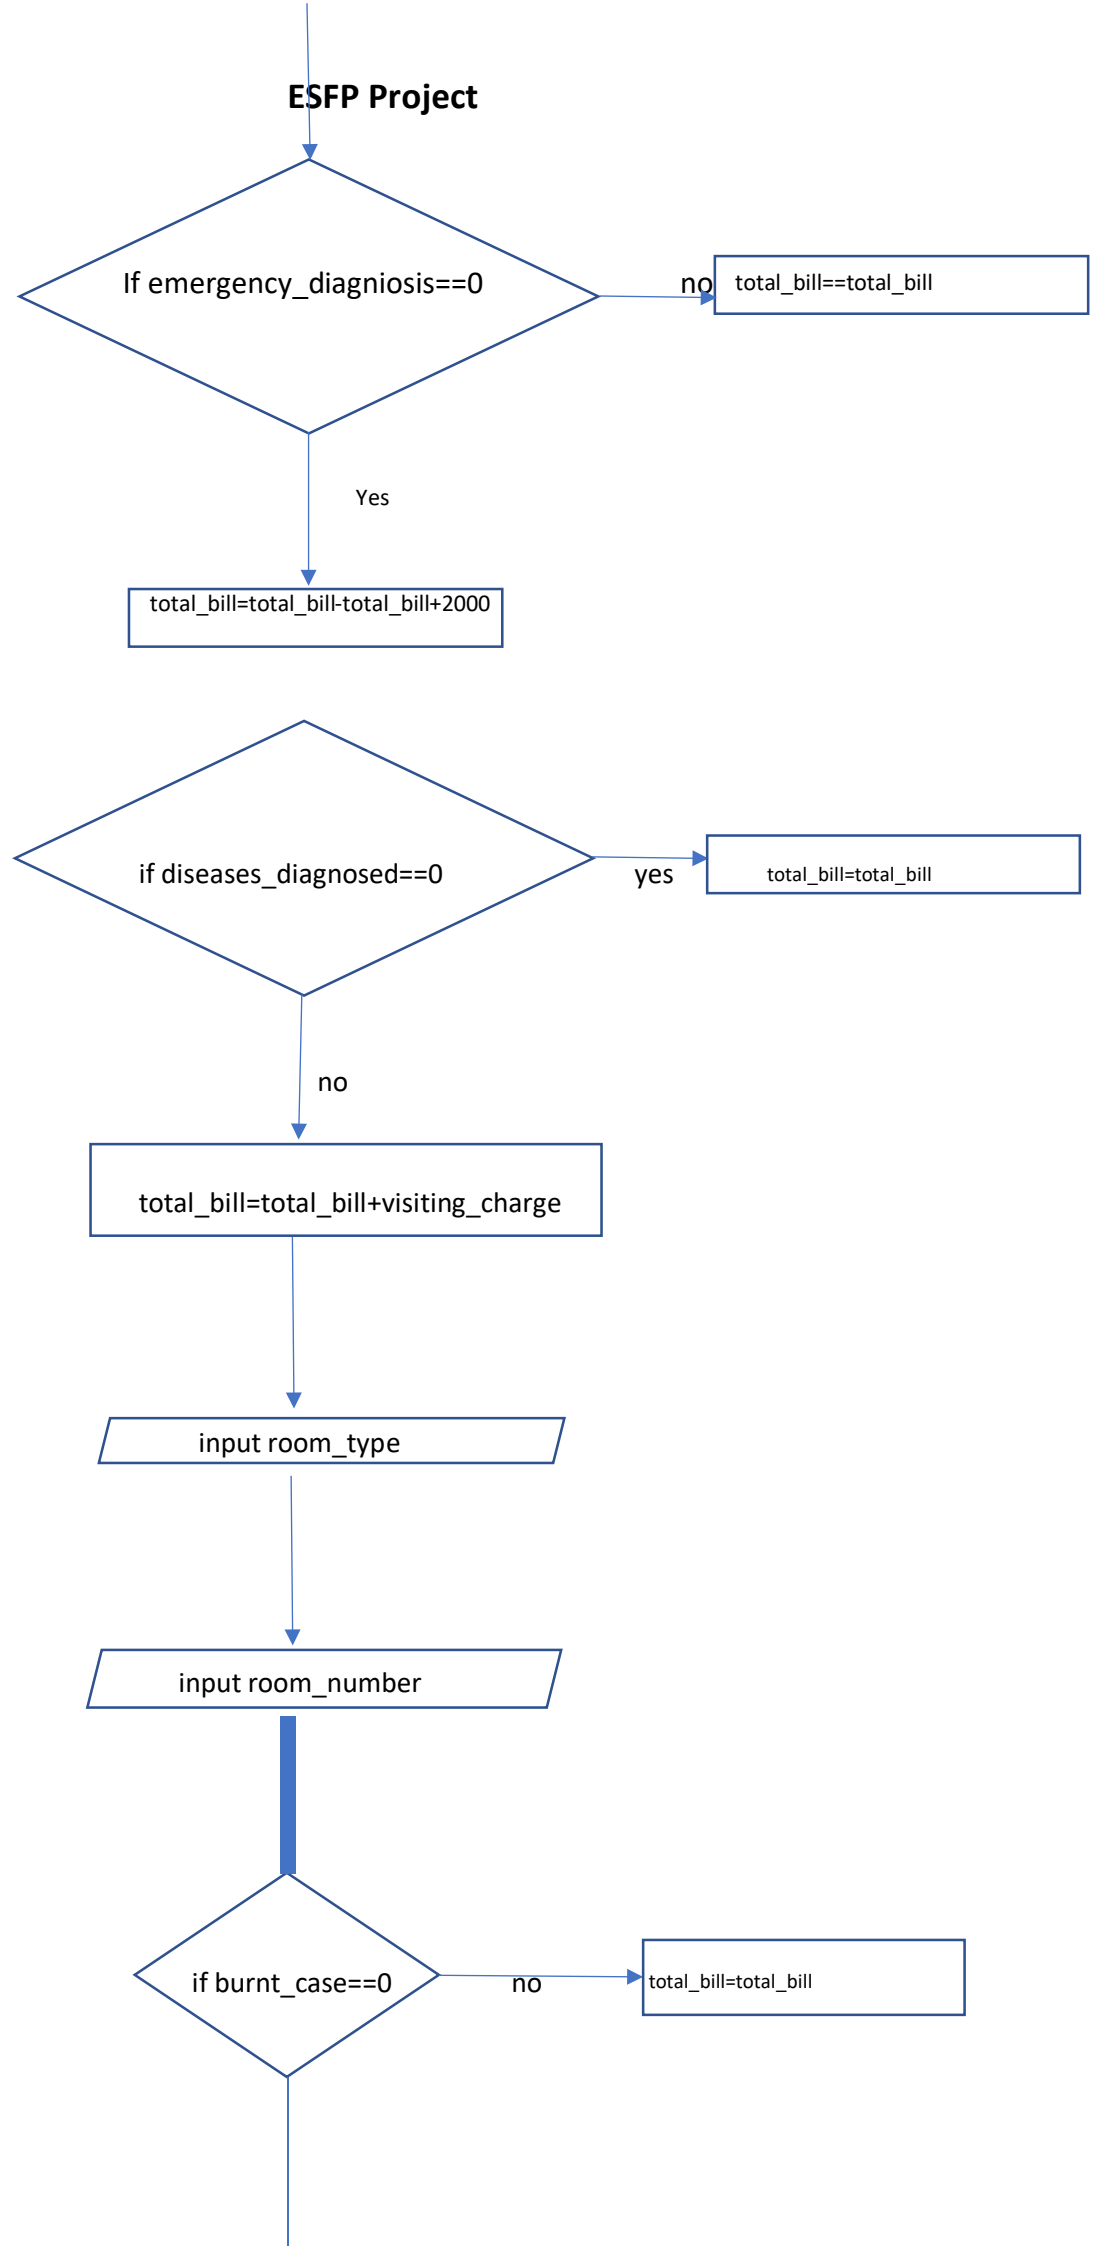 ESFP Project
If emergency_diagniosis==0
no
total_bill==total_bill
Yes
total_bill=total_bill-total_bill+2000
if diseases_diagnosed==0
yes
total_bill=total_bill
no
total_bill=total_bill+visiting_charge
input room_type
input room_number
if burnt_case==0
no
total_bill=total_bill